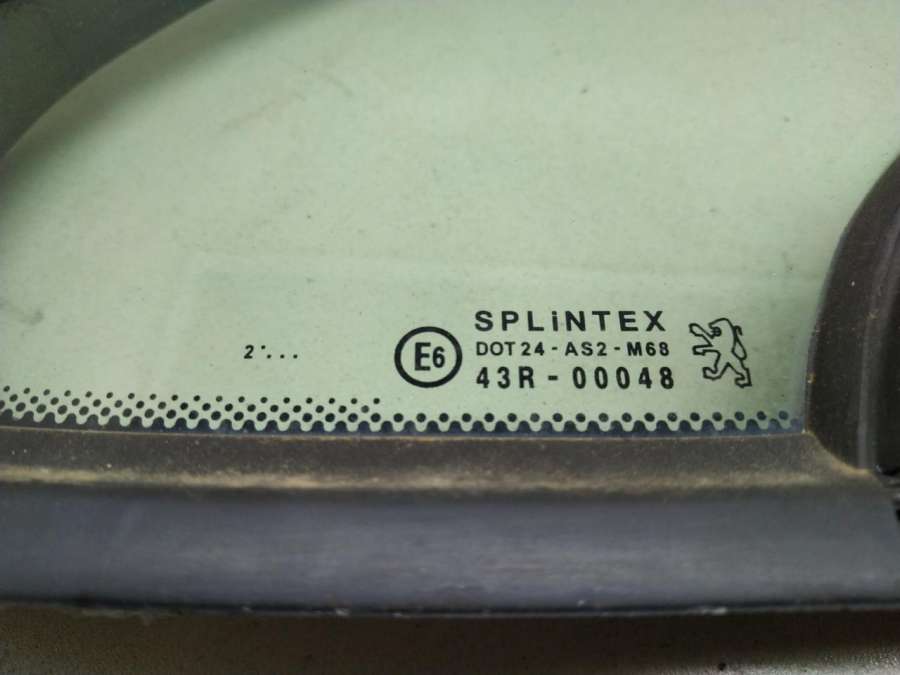 SPLiNTEX
DOT24-AS2-M68
E6
43R-00048
2'...